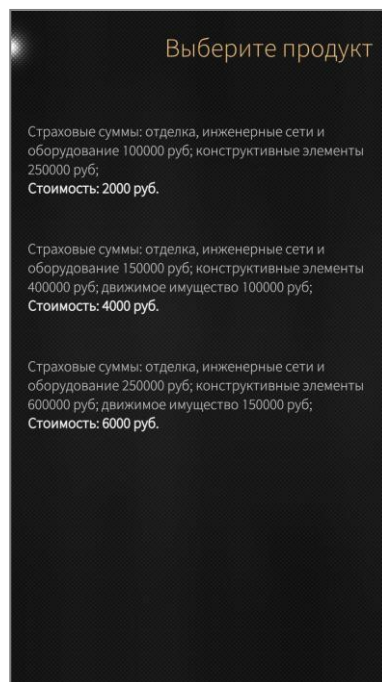 Выберите продукт
Страховые суммы: отделка, инженерные сети и
оборудование 100000 руб; конструктивные элементы
250000 руб;
Стоимость: 2000 руб.
Страховые суммы: отделка, инженерные сети и
оборудование 150000 руб; конструктивные элементы
400000 руб; движимое имущество 100000 руб;
Стоимость: 4000 руб.
Страховые суммы: отделка, инженерные сети и
оборудование 250000 руб; конструктивные элементы
600000 руб; движимое имущество 150000 руб;
Стоимость: 6000 руб.